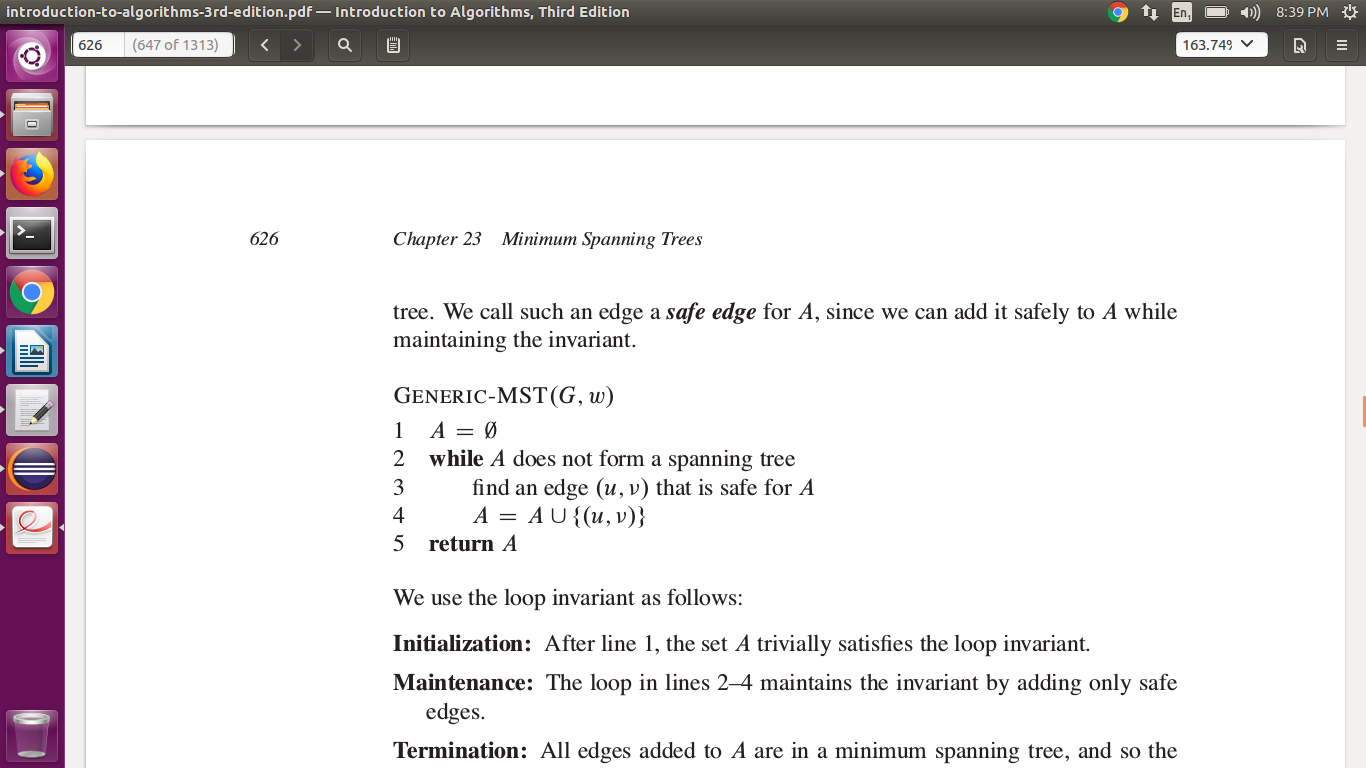 introduction-to-algorithms-3rd-edition.pdf — Introduction to Algorithms, Third Edition
En
8:39 PM
626 (647 of 1313)
163.74%
626 Chapter 23 Minimum Spanning Trees
tree. We call such an edge a safe edge for A, since we can add it safely to A while
maintaining the invariant.
GENERIC-MST(G, w)
1 A = ∅
2 while A does not form a spanning tree
3 find an edge (u, v) that is safe for A
4 A = A ∪ {(u, v)}
5 return A
We use the loop invariant as follows:
Initialization: After line 1, the set A trivially satisfies the loop invariant.
Maintenance: The loop in lines 2–4 maintains the invariant by adding only safe
edges.
Termination: All edges added to A are in a minimum spanning tree, and so the